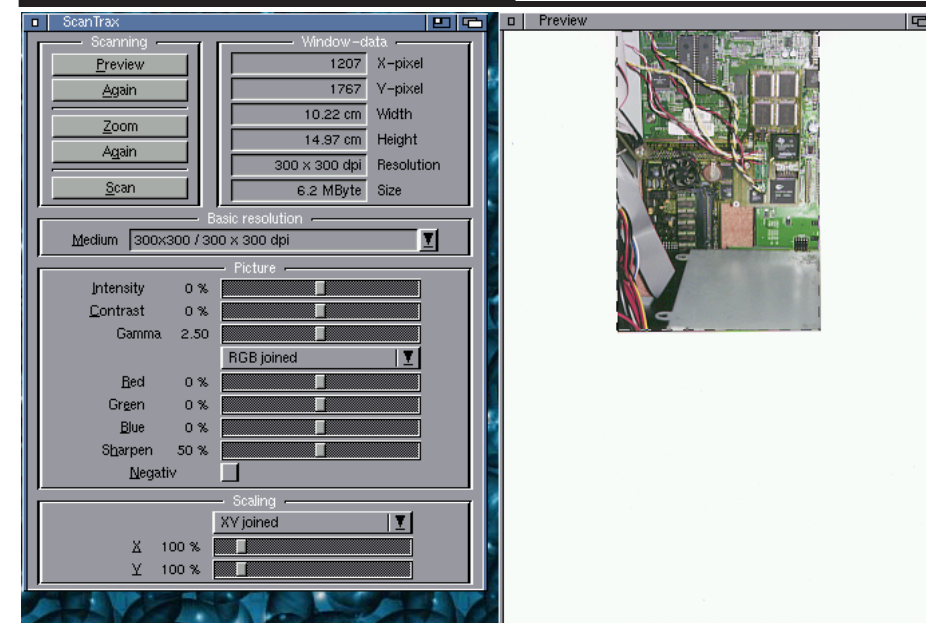 ScanTrax
Scanning
Preview
Again
Zoom
Again
Scan
Window-data
1207 X-pixel
1767 Y-pixel
10.22 cm Width
14.97 cm Height
300 x 300 dpi Resolution
6.2 MByte Size
Basic resolution
Medium 300x300 / 300 x 300 dpi
Picture
Intensity 0 %
Contrast 0 %
Gamma 2.50
RGB joined
Red 0 %
Green 0 %
Blue 0 %
Sharpen 50 %
Negativ
Scaling
XY joined
X 100 %
Y 100 %
Preview